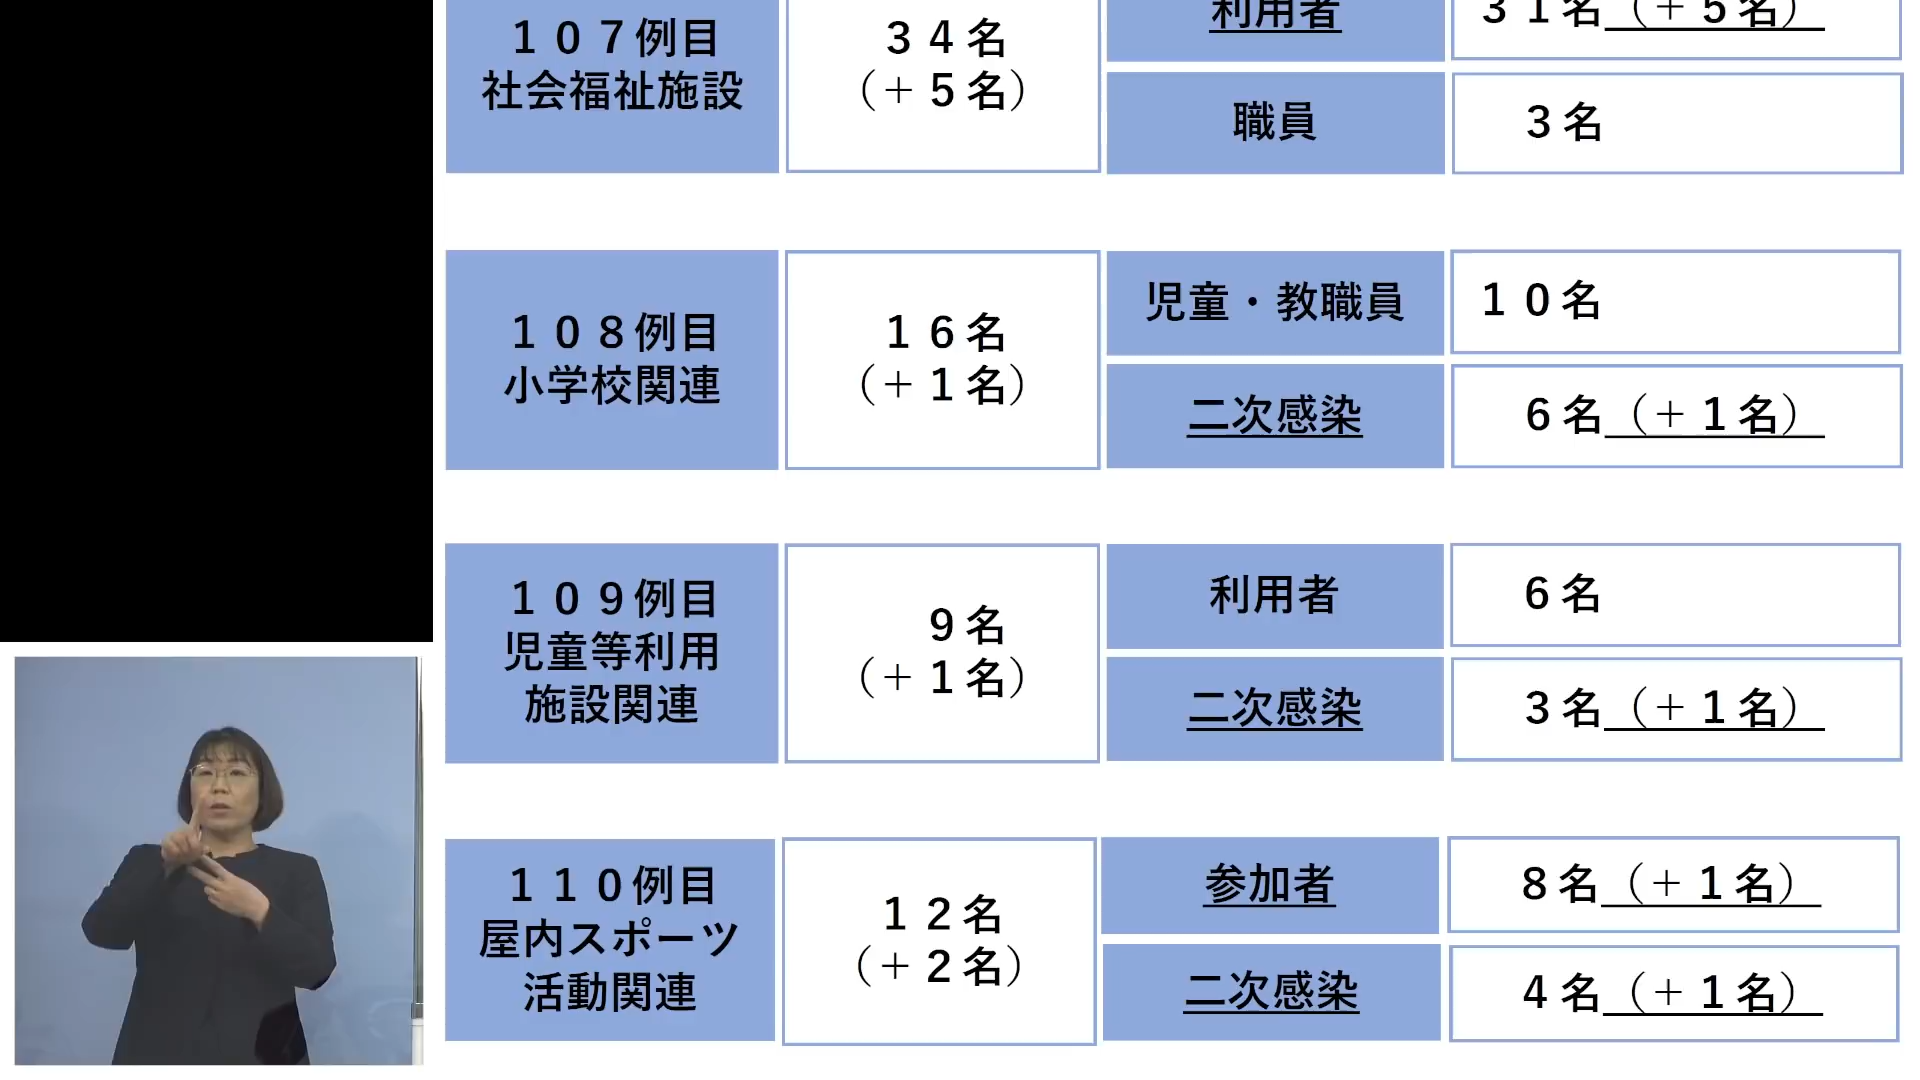 １０７例目
社会福祉施設
３４名
（＋５名）
利用者
３１名（＋５名）
職員
３名
１０８例目
小学校関連
１６名
（＋１名）
児童・教職員
１０名
二次感染
６名（＋１名）
１０９例目
児童等利用
施設関連
９名
（＋１名）
利用者
６名
二次感染
３名（＋１名）
１１０例目
屋内スポーツ
活動関連
１２名
（＋２名）
参加者
８名（＋１名）
二次感染
４名（＋１名）